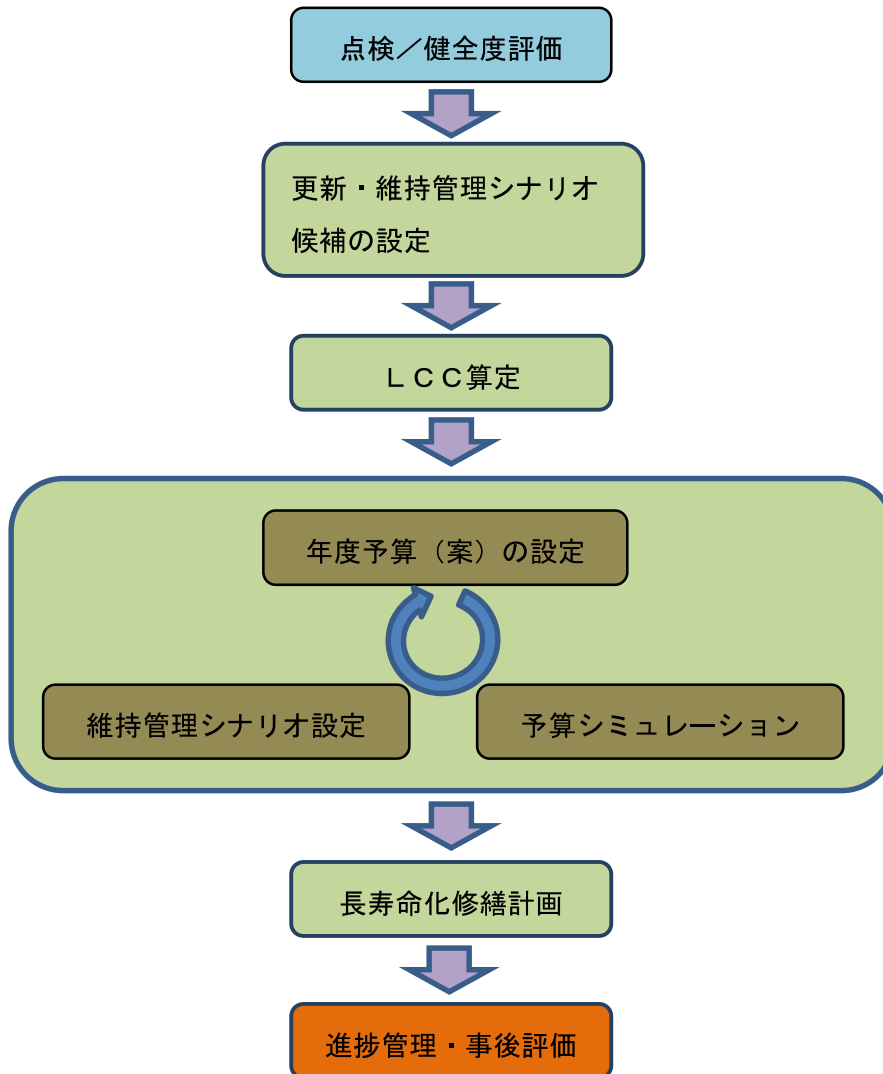 点検／健全度評価
更新・維持管理シナリオ
候補の設定
ＬＣＣ算定
年度予算（案）の設定
維持管理シナリオ設定
予算シミュレーション
長寿命化修繕計画
進捗管理・事後評価